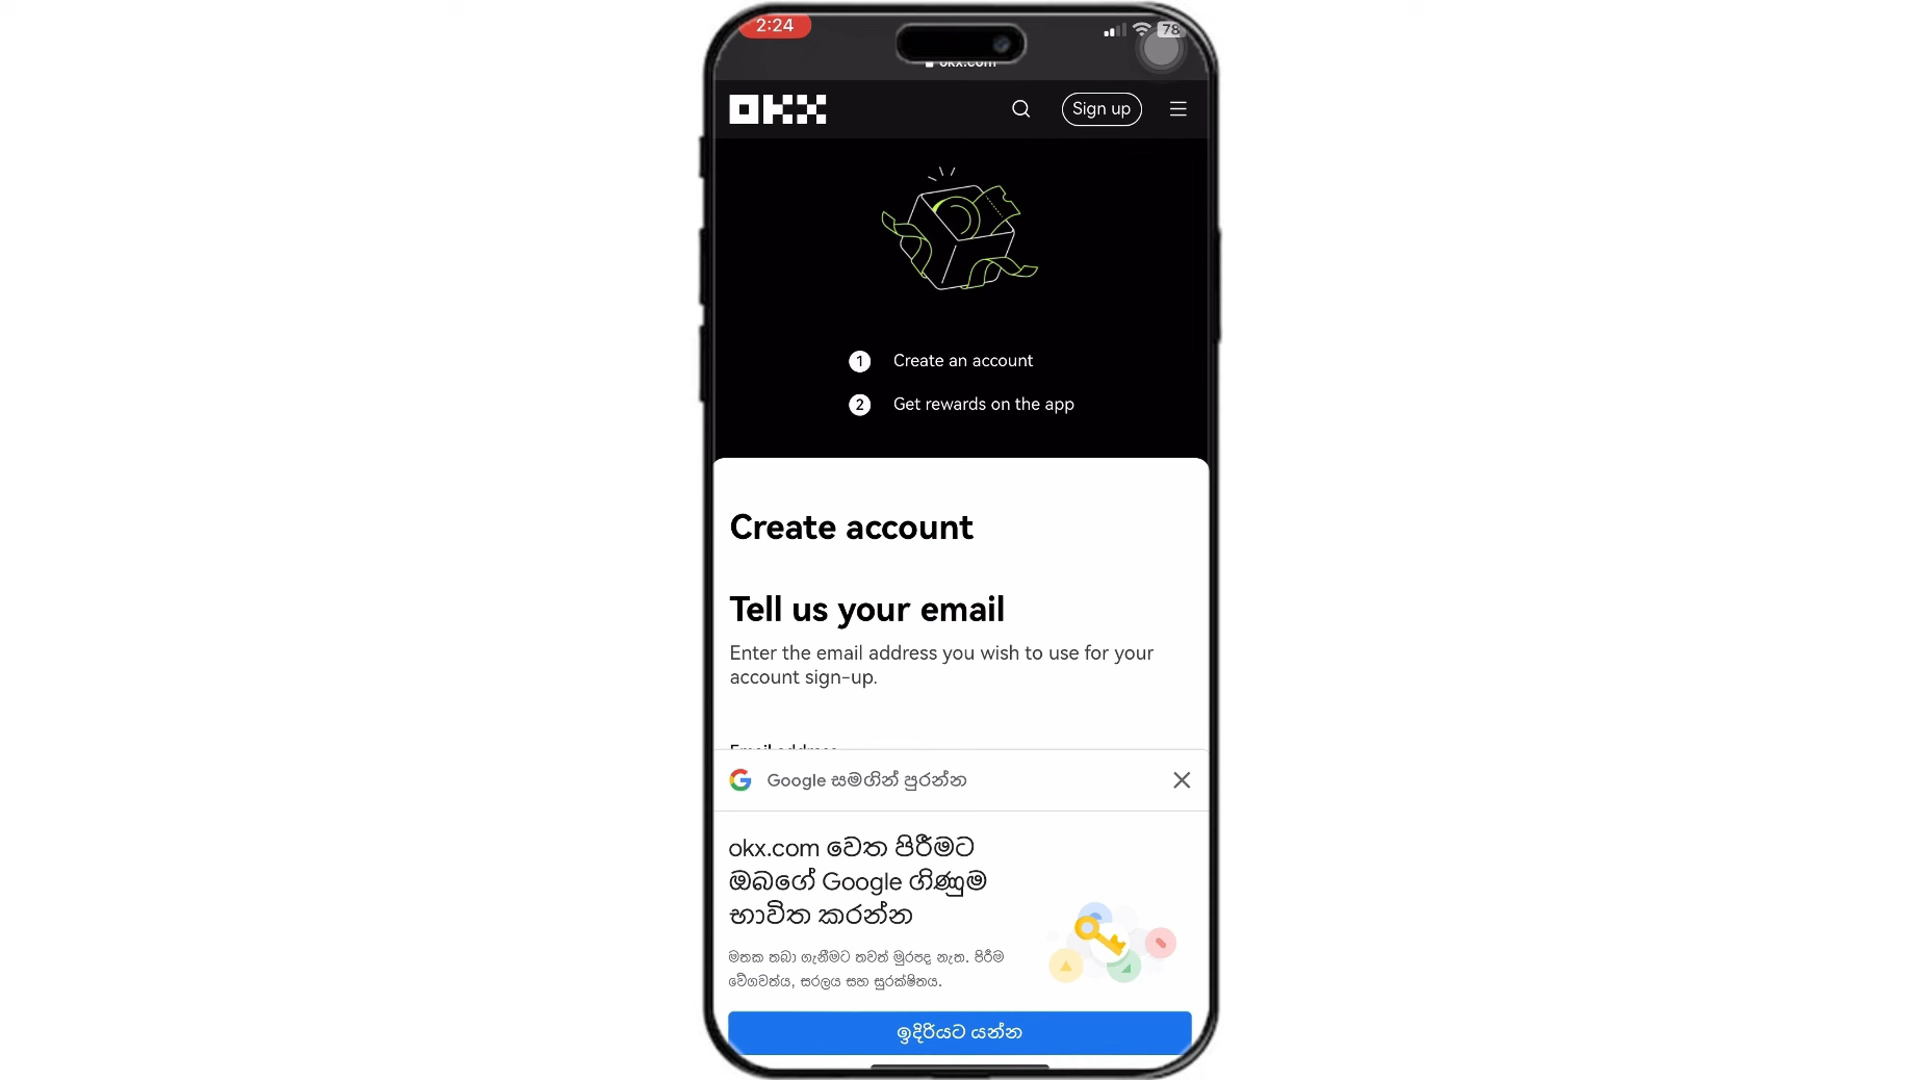 2:24
78
okx.com
OKX
Sign up
1 Create an account
2 Get rewards on the app
Create account
Tell us your email
Enter the email address you wish to use for your
account sign-up.
Email address
Google සමගින් පුරන්න
okx.com වෙත පිරීමට
ඔබගේ Google ගිණුම
භාවිත කරන්න
මතක තබා ගැනීමට තවත් මුරපද නැත. පිරීම
වේගවත්ය, සරලය සහ සුරක්ෂිතය.
ඉදිරියට යන්න